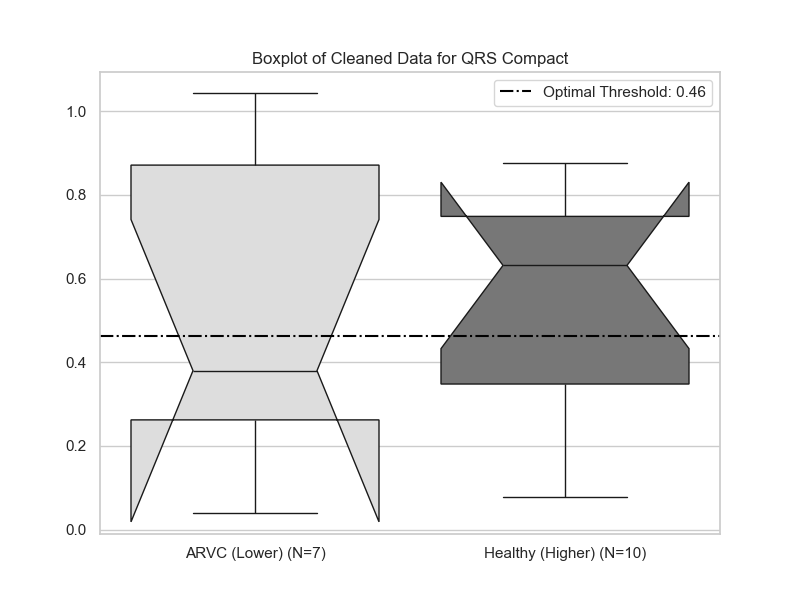 Boxplot of Cleaned Data for QRS Compact
Optimal Threshold: 0.46
1.0
0.8
0.6
0.4
0.2
0.0
ARVC (Lower) (N=7)
Healthy (Higher) (N=10)